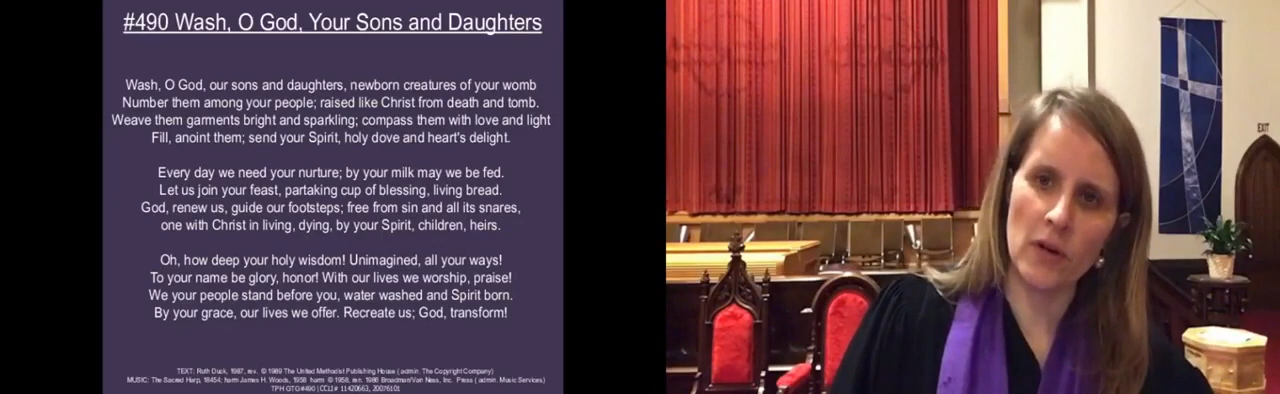 #490 Wash, O God, Your Sons and Daughters
Wash, O God, our sons and daughters, newborn creatures of your womb
Number them among your people; raised like Christ from death and tomb.
Weave them garments bright and sparkling; compass them with love and light
Fill, anoint them; send your Spirit, holy dove and heart's delight.
Every day we need your nurture; by your milk may we be fed.
Let us join your feast, partaking cup of blessing, living bread.
God, renew us, guide our footsteps; free from sin and all its snares,
one with Christ in living, dying, by your Spirit, children, heirs.
Oh, how deep your holy wisdom! Unimagined, all your ways!
To your name be glory, honor! With our lives we worship, praise!
We your people stand before you, water washed and Spirit born.
By your grace, our lives we offer. Recreate us; God, transform!
TEXT: Ruth Duck, 1987, rev. © 1989 The United Methodist Publishing House ( admin. The Copyright Company)
MUSIC: The Sacred Harp, 18454; harm James H. Woods, 1958 harm © 1958, ren. 1986 Broadman/Van Ness, Inc. Press ( admin. Music Services)
TPH GTG #490 | CCLI # 11420663, 20076101
EXIT